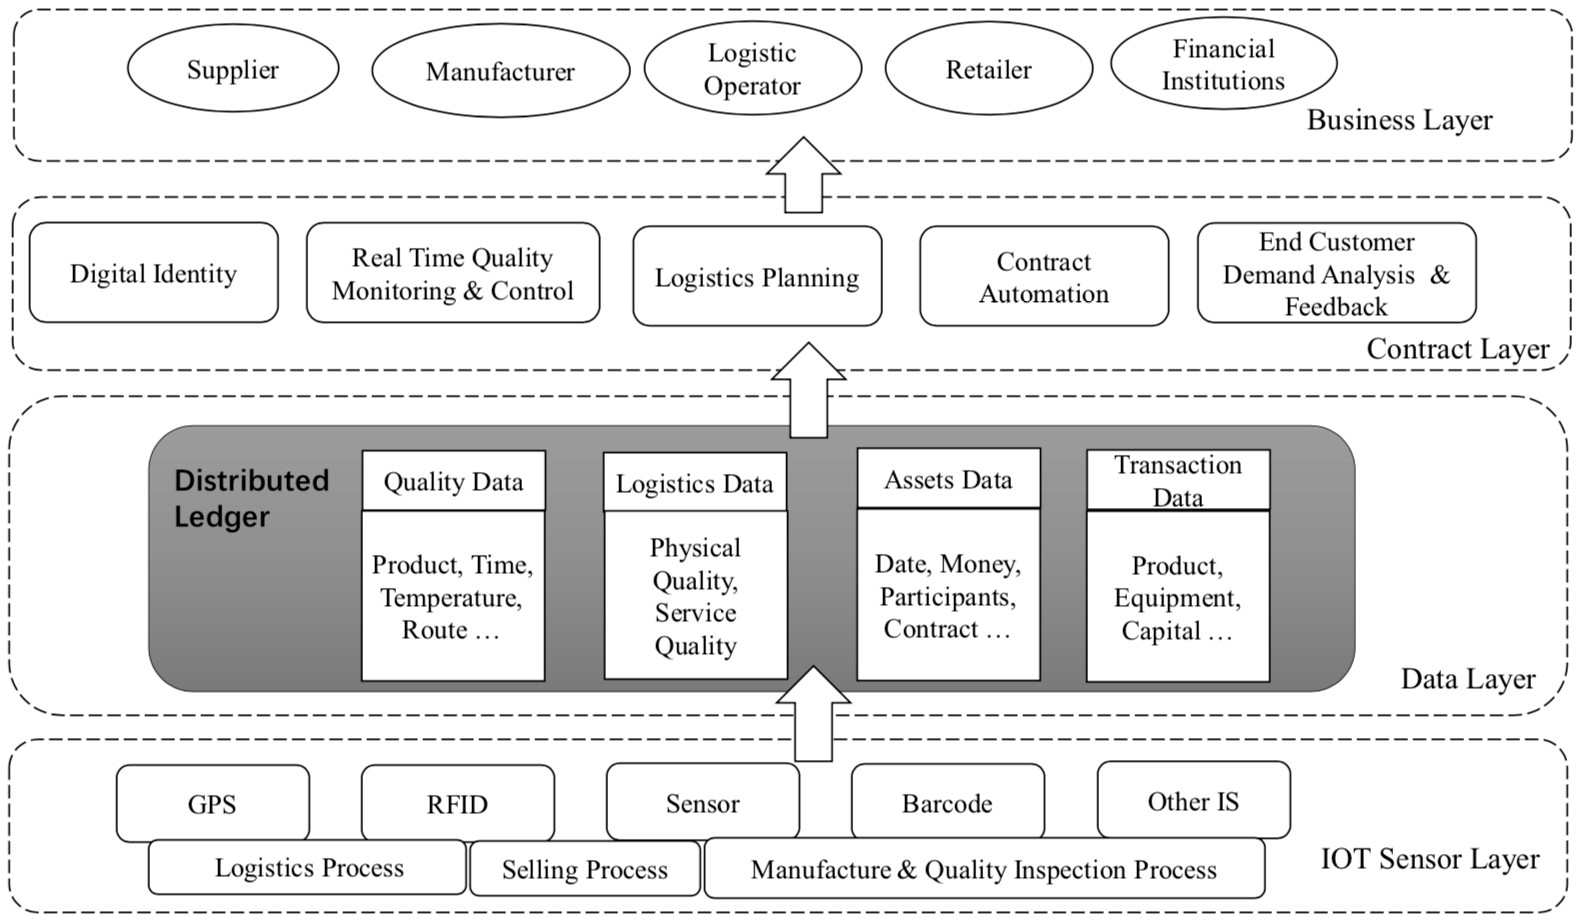 Supplier
Manufacturer
Logistic
Operator
Retailer
Financial
Institutions
Business Layer
Digital Identity
Real Time Quality
Monitoring & Control
Logistics Planning
Contract
Automation
End Customer
Demand Analysis &
Feedback
Contract Layer
Distributed
Ledger
Quality Data
Product, Time,
Temperature,
Route ...
Logistics Data
Physical
Quality,
Service
Quality
Assets Data
Date, Money,
Participants,
Contract ...
Transaction
Data
Product,
Equipment,
Capital ...
Data Layer
GPS
RFID
Sensor
Barcode
Other IS
Logistics Process
Selling Process
Manufacture & Quality Inspection Process
IOT Sensor Layer